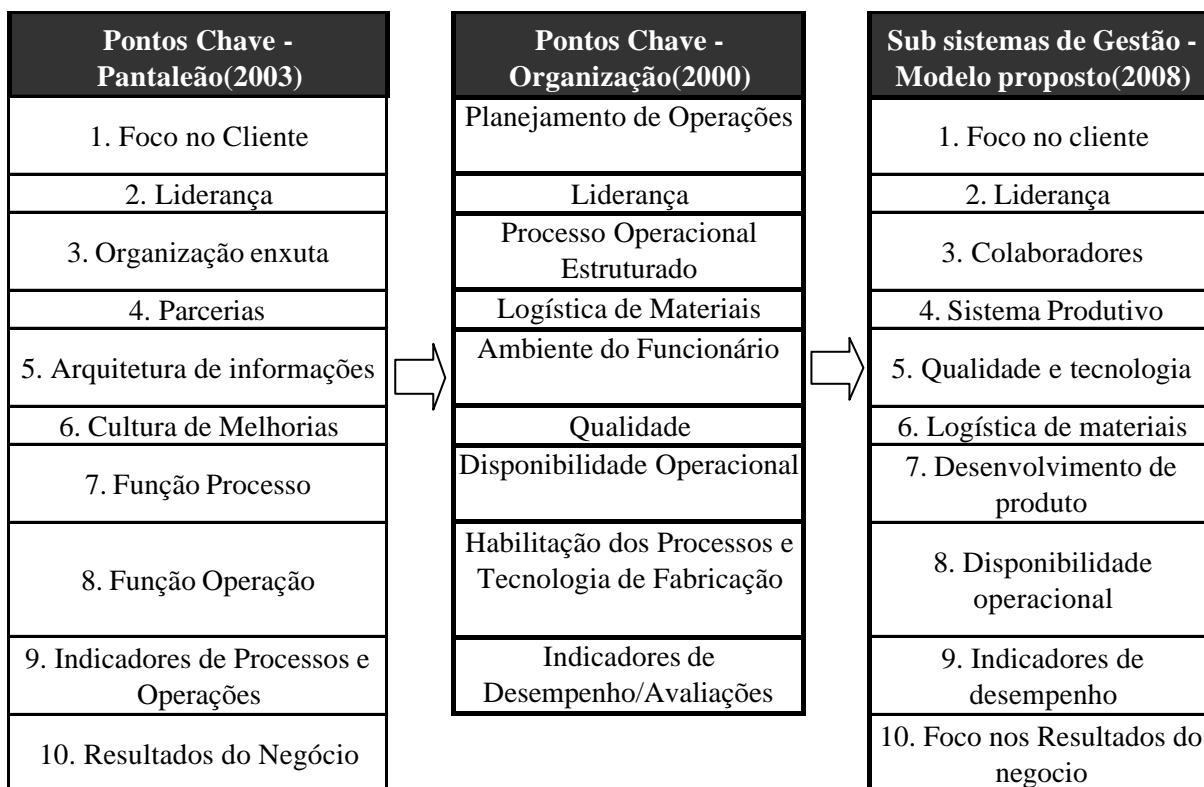 Pontos Chave -
Pantaleão(2003)
1. Foco no Cliente
2. Liderança
3. Organização enxuta
4. Parcerias
5. Arquitetura de informações
6. Cultura de Melhorias
7. Função Processo
8. Função Operação
9. Indicadores de Processos e
Operações
10. Resultados do Negócio
Pontos Chave -
Organização(2000)
Planejamento de Operações
Liderança
Processo Operacional
Estruturado
Logística de Materiais
Ambiente do Funcionário
Qualidade
Disponibilidade Operacional
Habilitação dos Processos e
Tecnologia de Fabricação
Indicadores de
Desempenho/Avaliações
Sub sistemas de Gestão -
Modelo proposto(2008)
1. Foco no cliente
2. Liderança
3. Colaboradores
4. Sistema Produtivo
5. Qualidade e tecnologia
6. Logística de materiais
7. Desenvolvimento de
produto
8. Disponibilidade
operacional
9. Indicadores de
desempenho
10. Foco nos Resultados do
negocio